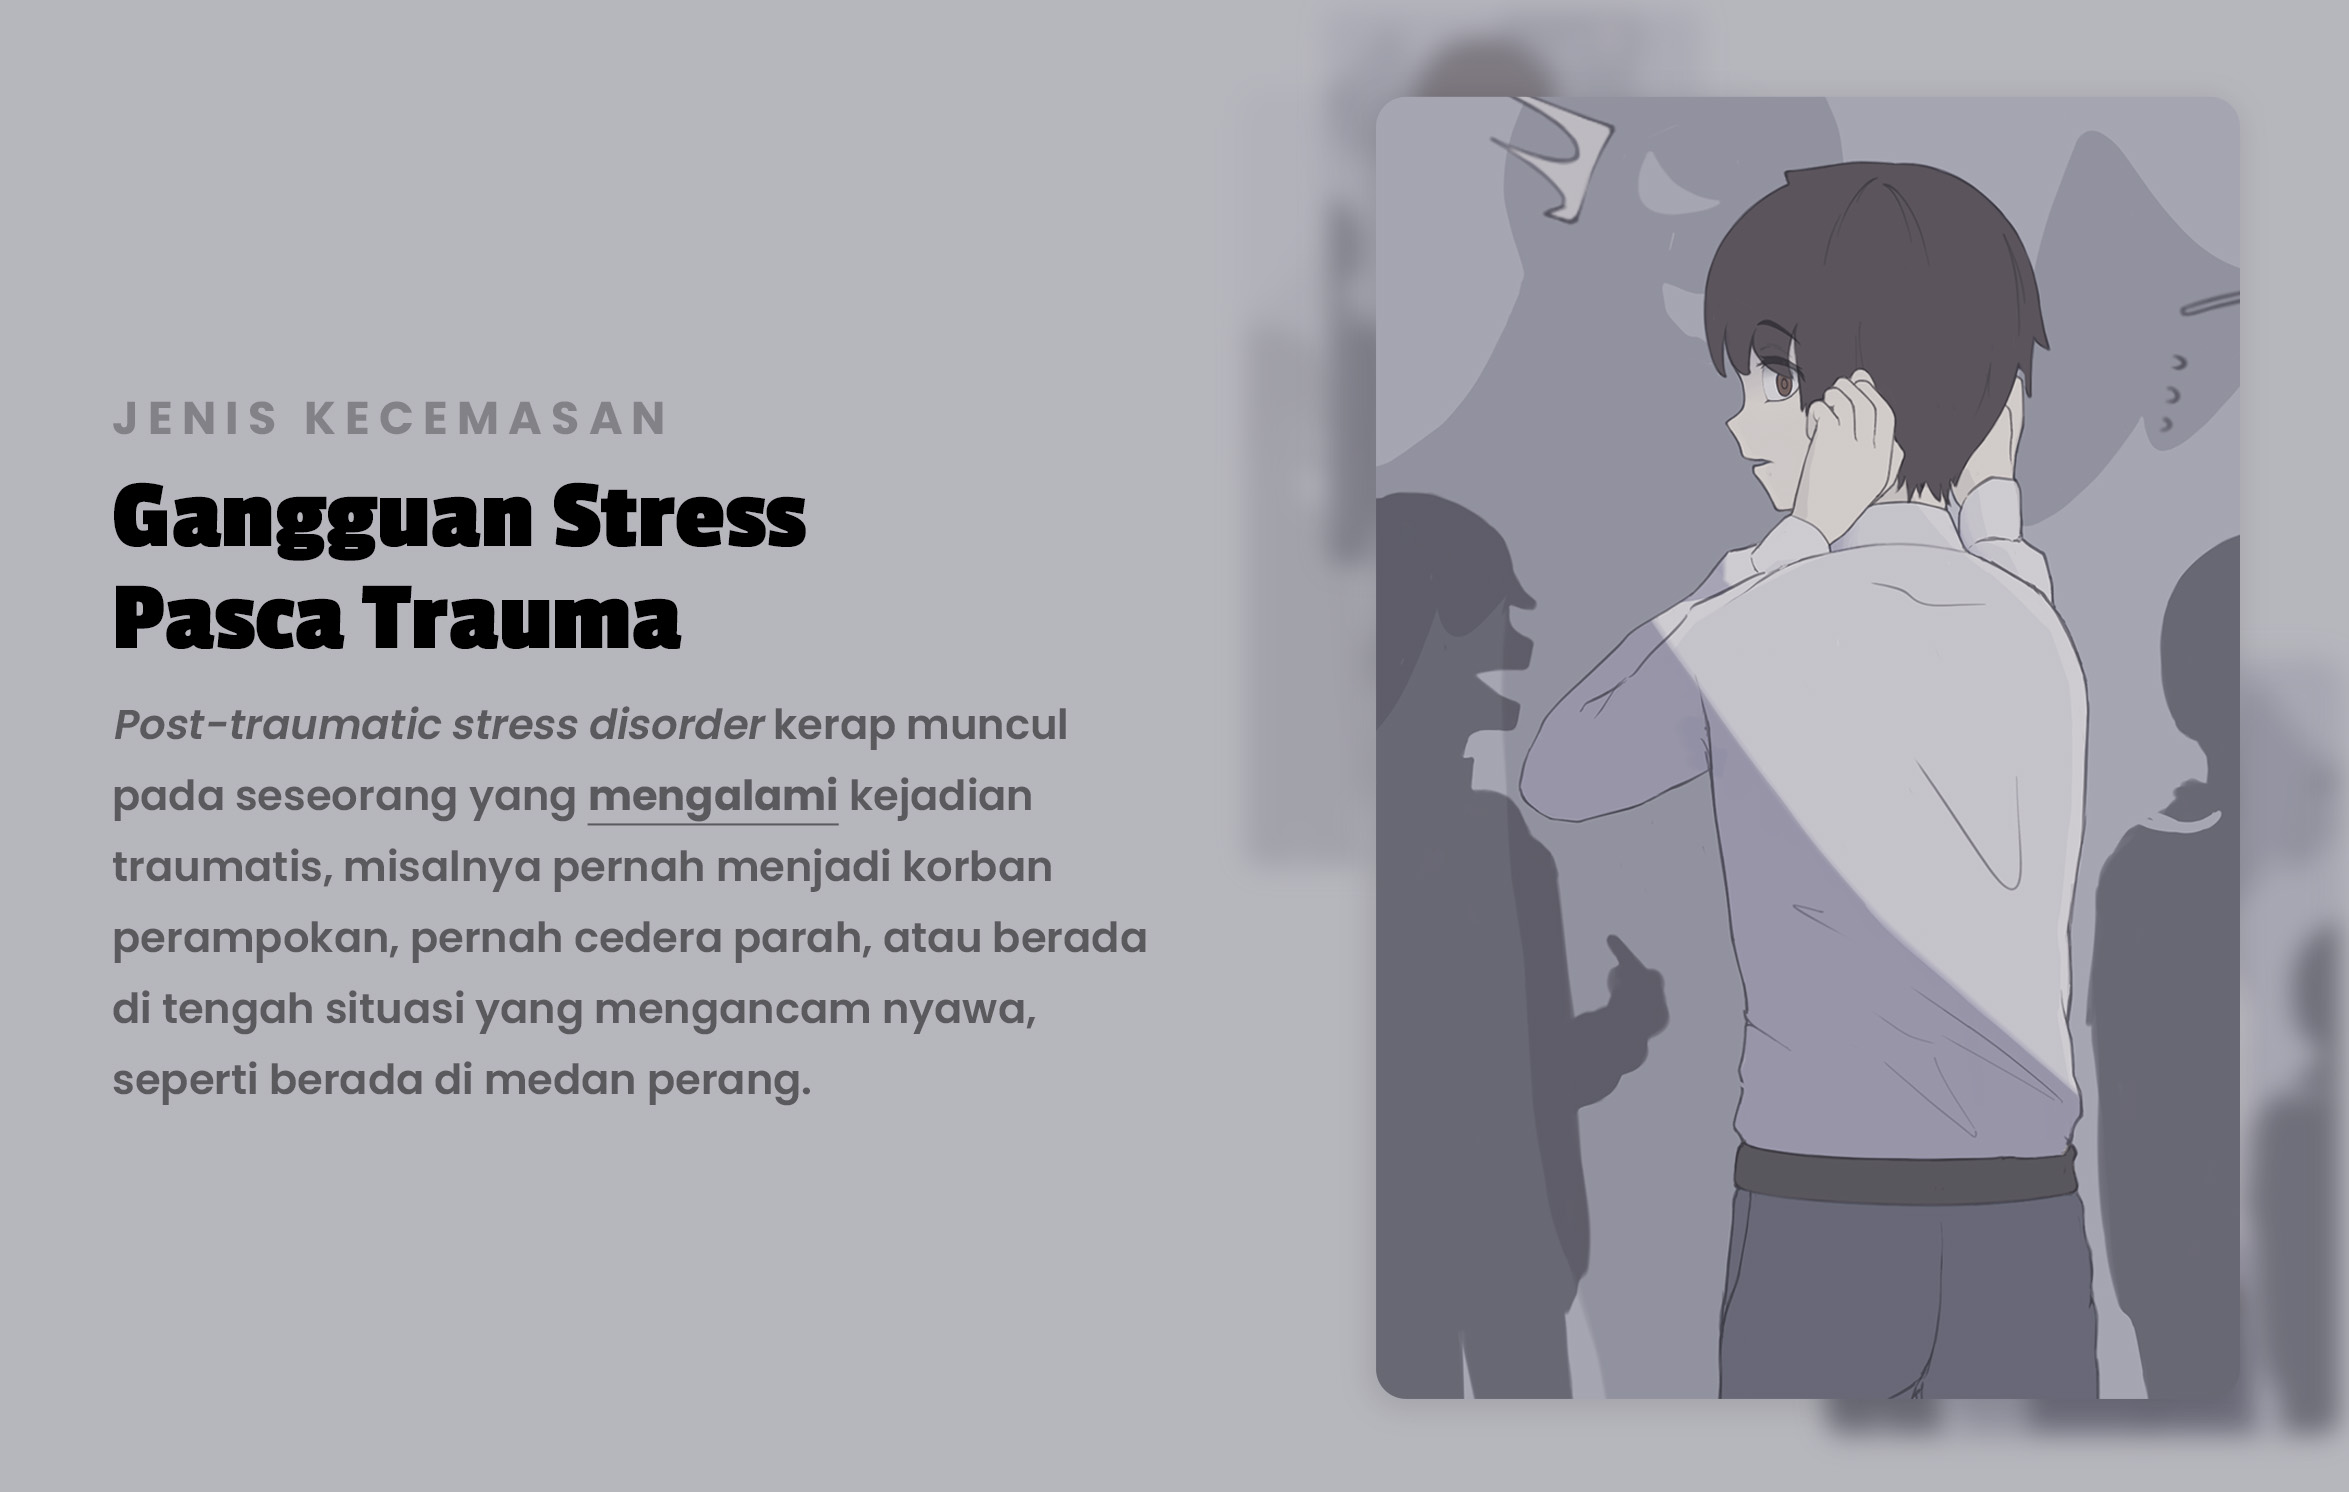 JENIS KECEMASAN
Gangguan Stress
Pasca Trauma
Post-traumatic stress disorder kerap muncul
pada seseorang yang mengalami kejadian
traumatis, misalnya pernah menjadi korban
perampokan, pernah cedera parah, atau berada
di tengah situasi yang mengancam nyawa,
seperti berada di medan perang.